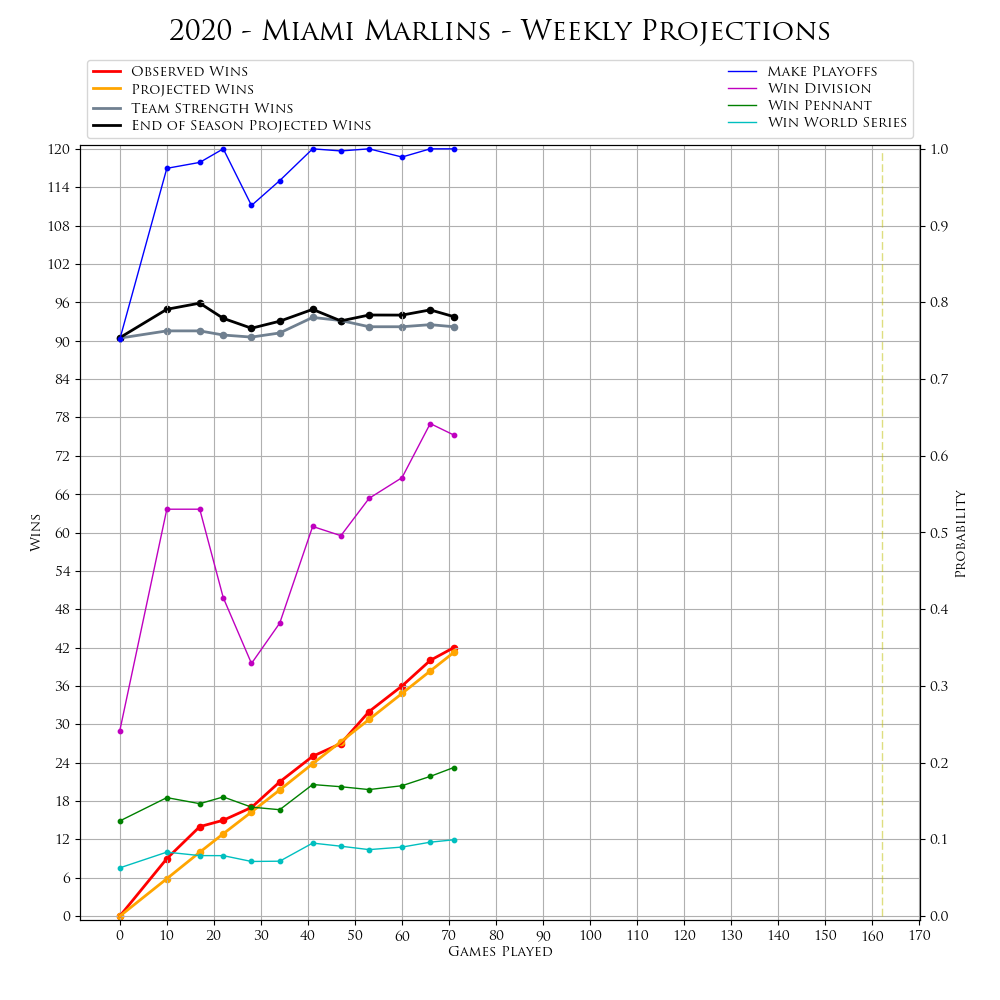 2020 - Miami Marlins - Weekly Projections
Observed Wins
Projected Wins
Team Strength Wins
End of Season Projected Wins
Make Playoffs
Win Division
Win Pennant
Win World Series
120
114
108
102
96
90
84
78
72
66
60
54
48
42
36
30
24
18
12
6
0
Wins
1.0
0.9
0.8
0.7
0.6
0.5
0.4
0.3
0.2
0.1
0.0
Probability
0 10 20 30 40 50 60 70 80 90 100 110 120 130 140 150 160 170
Games Played